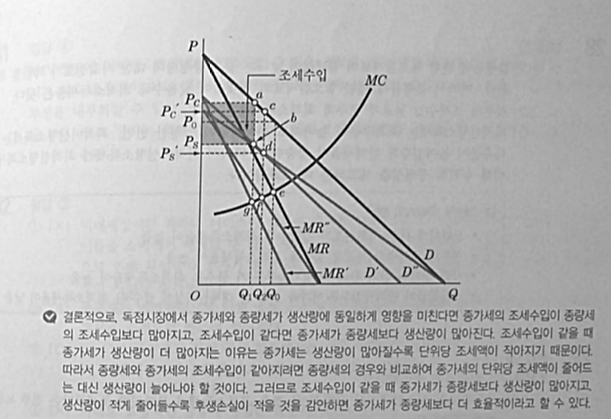 P
조세수입
MC
a
c
P_C
P_C′
P_0
b
P_S
P_S′
d
e
g
f
MR″
MR
MR′
D′
D″
D
O
Q_1 Q_2 Q_0
Q
결론적으로, 독점시장에서 종가세와 종량세가 생산량에 동일하게 영향을 미친다면 종가세의 조세수입이 종량세
의 조세수입보다 많아지고, 조세수입이 같다면 종가세가 종량세보다 생산량이 많아진다. 조세수입이 같을 때
종가세가 생산량이 더 많아지는 이유는 종가세는 생산량이 많아질수록 단위당 조세액이 작아지기 때문이다.
따라서 종량세와 종가세의 조세수입이 같아지려면 종량세의 경우와 비교하여 종가세의 단위당 조세액이 줄어드
는 대신 생산량이 늘어나야 할 것이다. 그러므로 조세수입이 같을 때 종가세가 종량세보다 생산량이 많아지고,
생산량이 적게 줄어들수록 후생손실이 적을 것을 감안하면 종가세가 종량세보다 더 효율적이라고 할 수 있다.